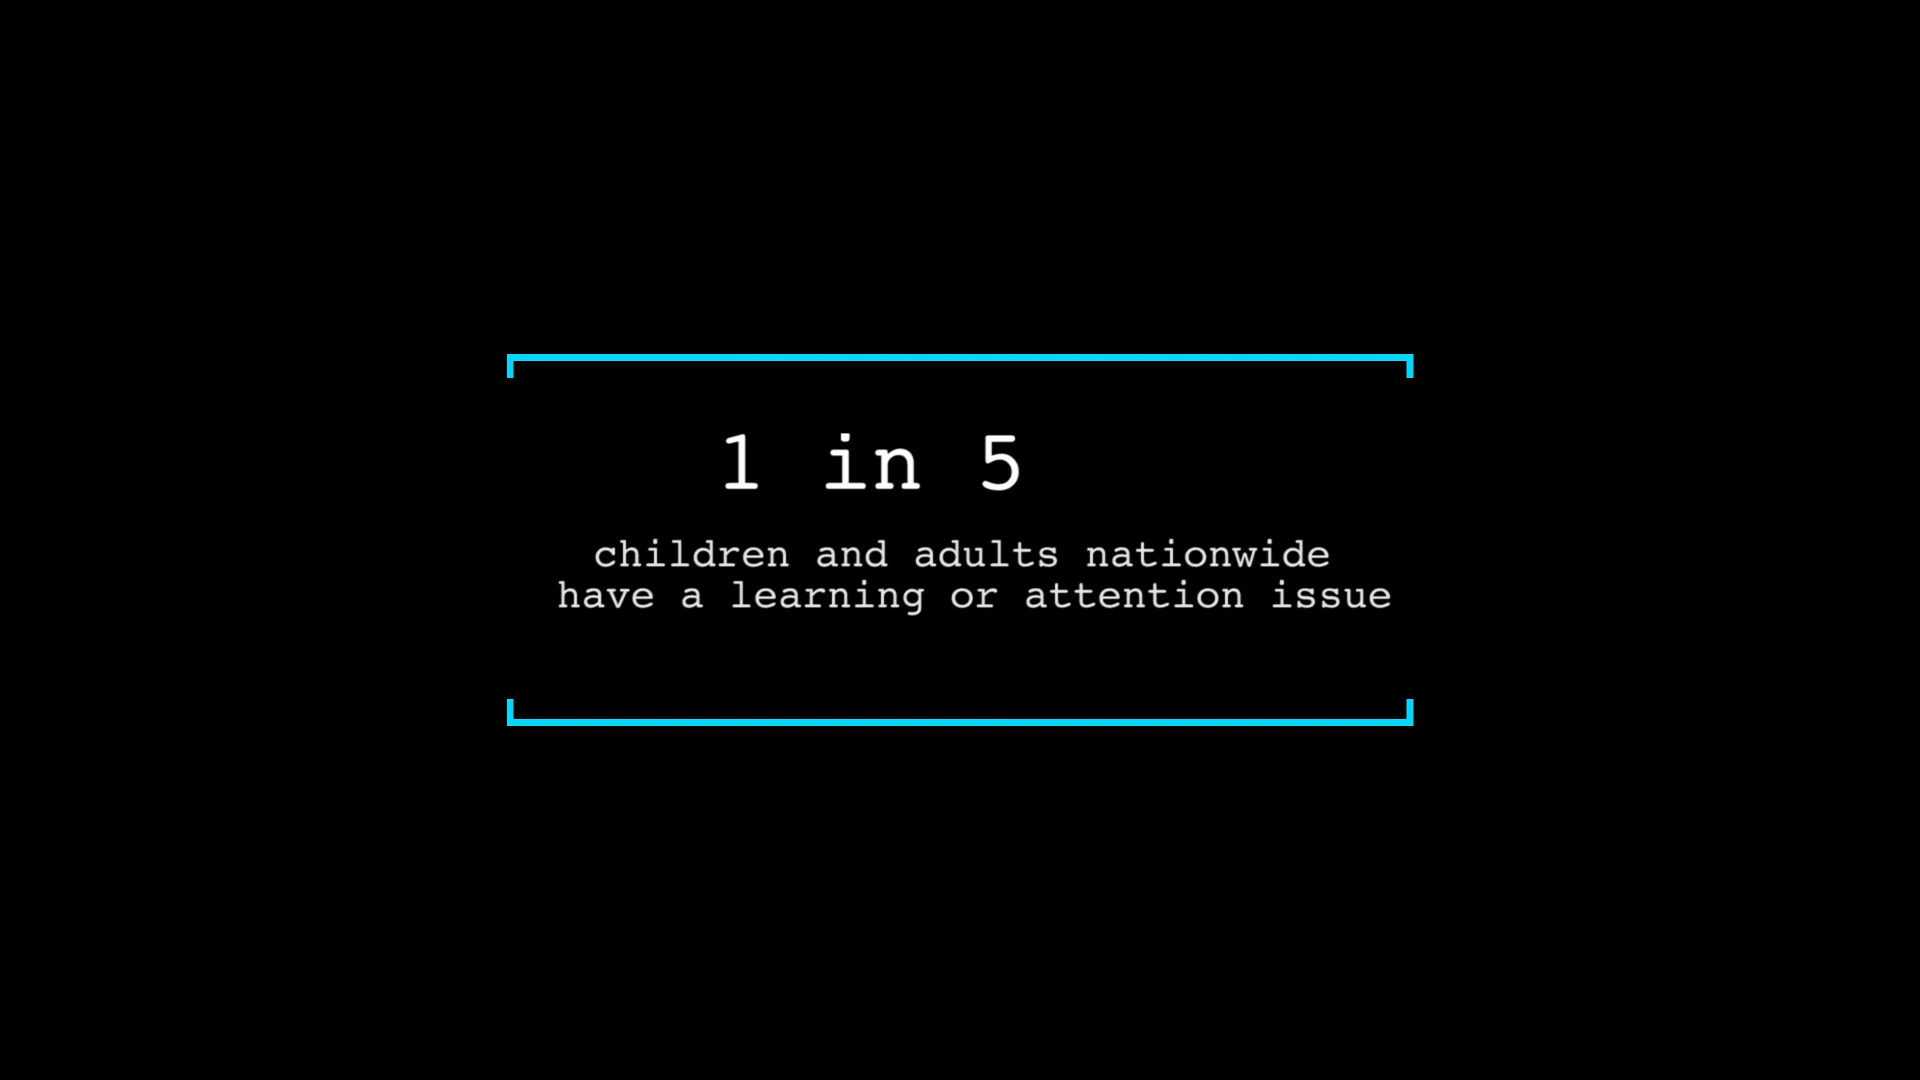 1 in 5
children and adults nationwide
have a learning or attention issue